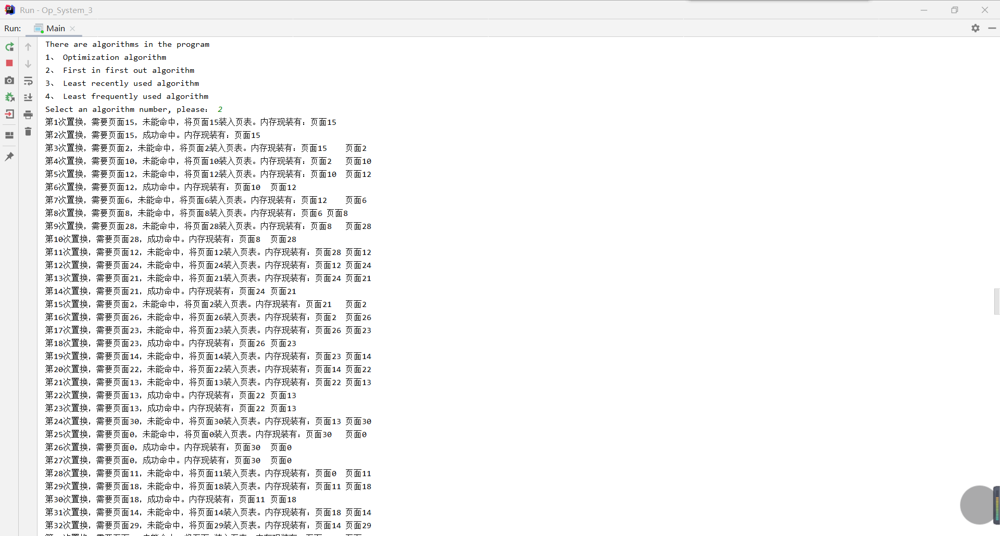 Run - Op_System_3
Run: Main
There are algorithms in the program
1、 Optimization algorithm
2、 First in first out algorithm
3、 Least recently used algorithm
4、 Least frequently used algorithm
Select an algorithm number, please: 2
第1次置换，需要页面15，未能命中，将页面15装入页表。内存现装有：页面15
第2次置换，需要页面15，成功命中。内存现装有：页面15
第3次置换，需要页面2，未能命中，将页面2装入页表。内存现装有：页面15 页面2
第4次置换，需要页面10，未能命中，将页面10装入页表。内存现装有：页面2 页面10
第5次置换，需要页面12，未能命中，将页面12装入页表。内存现装有：页面10 页面12
第6次置换，需要页面12，成功命中。内存现装有：页面10 页面12
第7次置换，需要页面6，未能命中，将页面6装入页表。内存现装有：页面12 页面6
第8次置换，需要页面8，未能命中，将页面8装入页表。内存现装有：页面6 页面8
第9次置换，需要页面28，未能命中，将页面28装入页表。内存现装有：页面8 页面28
第10次置换，需要页面28，成功命中。内存现装有：页面8 页面28
第11次置换，需要页面12，未能命中，将页面12装入页表。内存现装有：页面28 页面12
第12次置换，需要页面24，未能命中，将页面24装入页表。内存现装有：页面12 页面24
第13次置换，需要页面21，未能命中，将页面21装入页表。内存现装有：页面24 页面21
第14次置换，需要页面21，成功命中。内存现装有：页面24 页面21
第15次置换，需要页面2，未能命中，将页面2装入页表。内存现装有：页面21 页面2
第16次置换，需要页面26，未能命中，将页面26装入页表。内存现装有：页面2 页面26
第17次置换，需要页面23，未能命中，将页面23装入页表。内存现装有：页面26 页面23
第18次置换，需要页面23，成功命中。内存现装有：页面26 页面23
第19次置换，需要页面14，未能命中，将页面14装入页表。内存现装有：页面23 页面14
第20次置换，需要页面22，未能命中，将页面22装入页表。内存现装有：页面14 页面22
第21次置换，需要页面13，未能命中，将页面13装入页表。内存现装有：页面22 页面13
第22次置换，需要页面13，成功命中。内存现装有：页面22 页面13
第23次置换，需要页面13，成功命中。内存现装有：页面22 页面13
第24次置换，需要页面30，未能命中，将页面30装入页表。内存现装有：页面13 页面30
第25次置换，需要页面0，未能命中，将页面0装入页表。内存现装有：页面30 页面0
第26次置换，需要页面0，成功命中。内存现装有：页面30 页面0
第27次置换，需要页面0，成功命中。内存现装有：页面30 页面0
第28次置换，需要页面11，未能命中，将页面11装入页表。内存现装有：页面0 页面11
第29次置换，需要页面18，未能命中，将页面18装入页表。内存现装有：页面11 页面18
第30次置换，需要页面18，成功命中。内存现装有：页面11 页面18
第31次置换，需要页面14，未能命中，将页面14装入页表。内存现装有：页面18 页面14
第32次置换，需要页面29，未能命中，将页面29装入页表。内存现装有：页面14 页面29